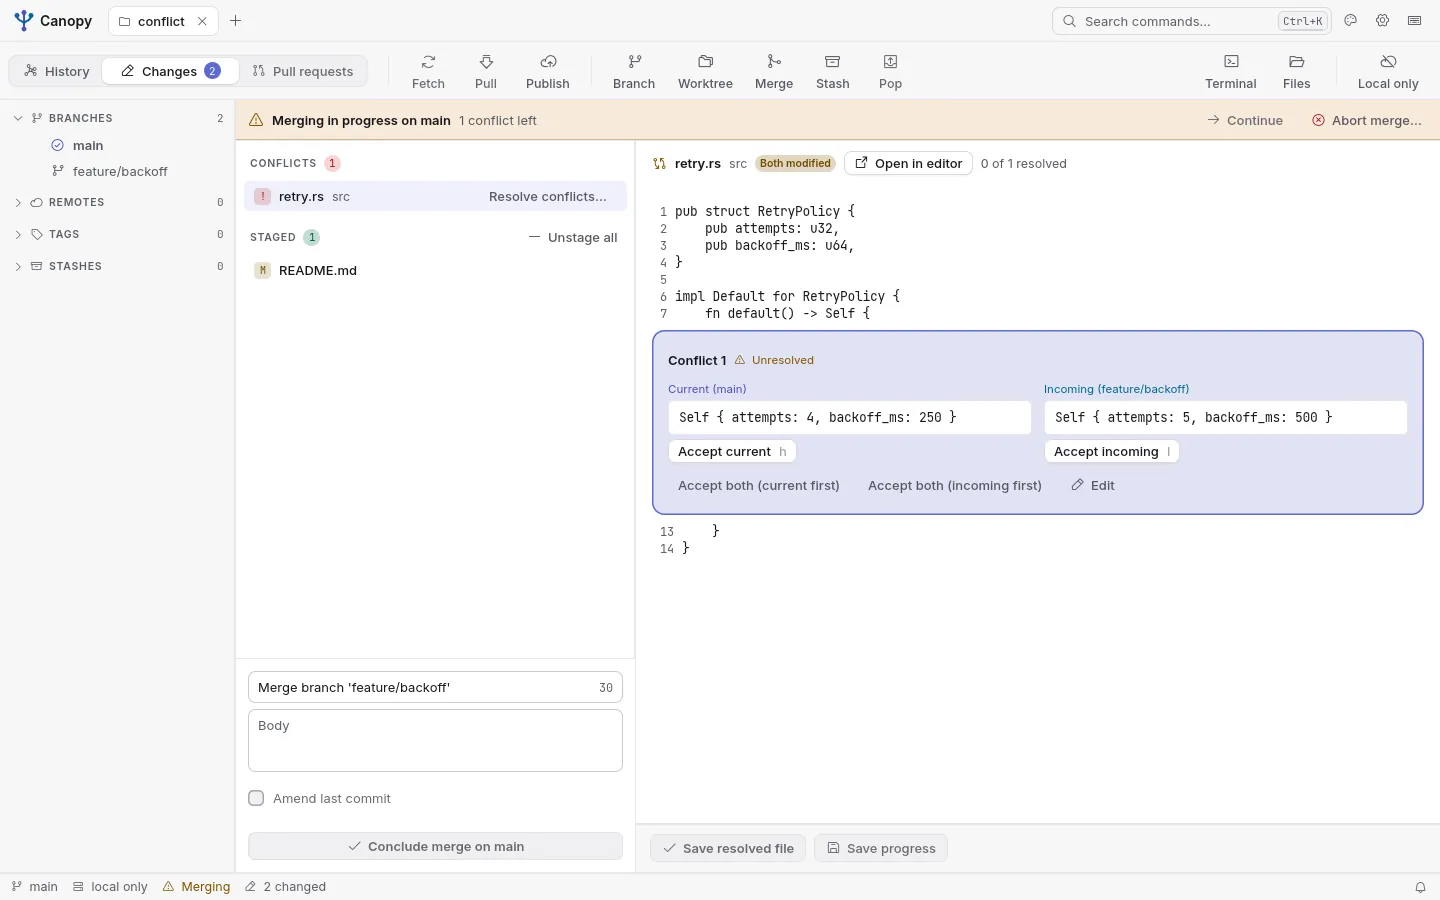 Canopy
conflict
Search commands... Ctrl+K
History
Changes 2
Pull requests
Fetch
Pull
Publish
Branch
Worktree
Merge
Stash
Pop
Terminal
Files
Local only
BRANCHES 2
main
feature/backoff
REMOTES 0
TAGS 0
STASHES 0
Merging in progress on main 1 conflict left
Continue
Abort merge...
CONFLICTS 1
! retry.rs src Resolve conflicts...
STAGED 1 Unstage all
M README.md
Merge branch 'feature/backoff' 30
Body
Amend last commit
Conclude merge on main
retry.rs src Both modified Open in editor 0 of 1 resolved
1 pub struct RetryPolicy {
2 pub attempts: u32,
3 pub backoff_ms: u64,
4 }
5
6 impl Default for RetryPolicy {
7 fn default() -> Self {
Conflict 1 Unresolved
Current (main)
Self { attempts: 4, backoff_ms: 250 }
Accept current h
Incoming (feature/backoff)
Self { attempts: 5, backoff_ms: 500 }
Accept incoming l
Accept both (current first) Accept both (incoming first) Edit
13 }
14 }
Save resolved file
Save progress
main
local only
Merging
2 changed